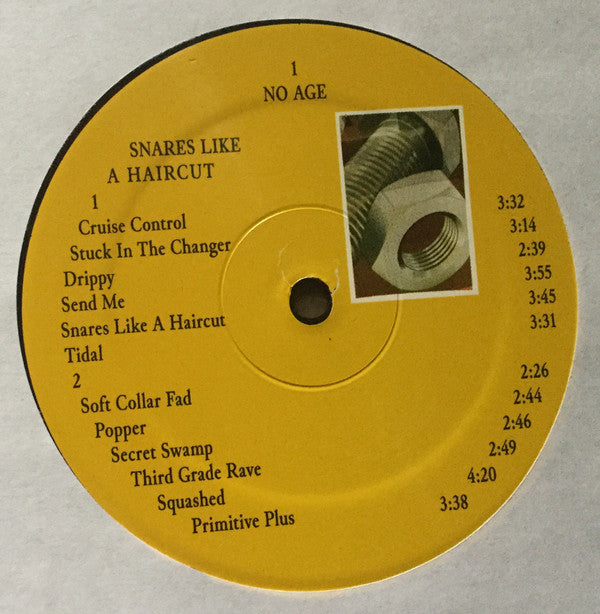 1
NO AGE
SNARES LIKE
A HAIRCUT
1
Cruise Control 3:32
Stuck In The Changer 3:14
Drippy 2:39
Send Me 3:55
Snares Like A Haircut 3:45
Tidal 3:31
2
Soft Collar Fad 2:26
Popper 2:44
Secret Swamp 2:46
Third Grade Rave 2:49
Squashed 4:20
Primitive Plus 3:38